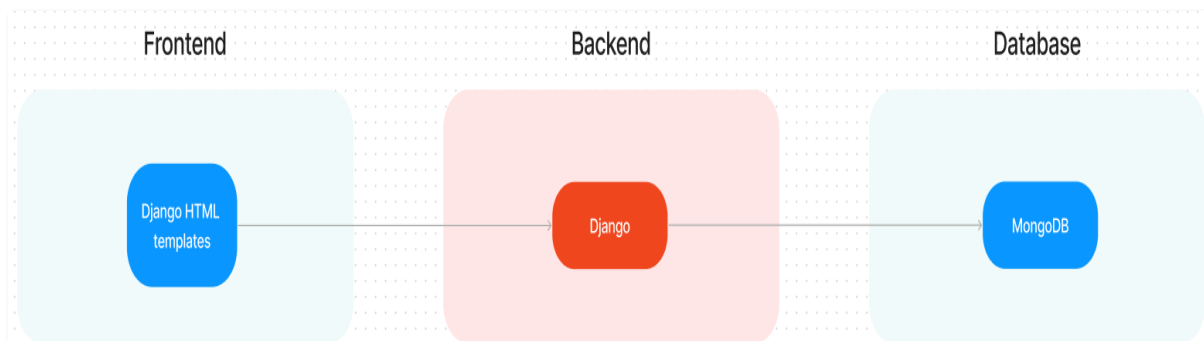 Frontend
Backend
Database
Django HTML
templates
Django
MongoDB